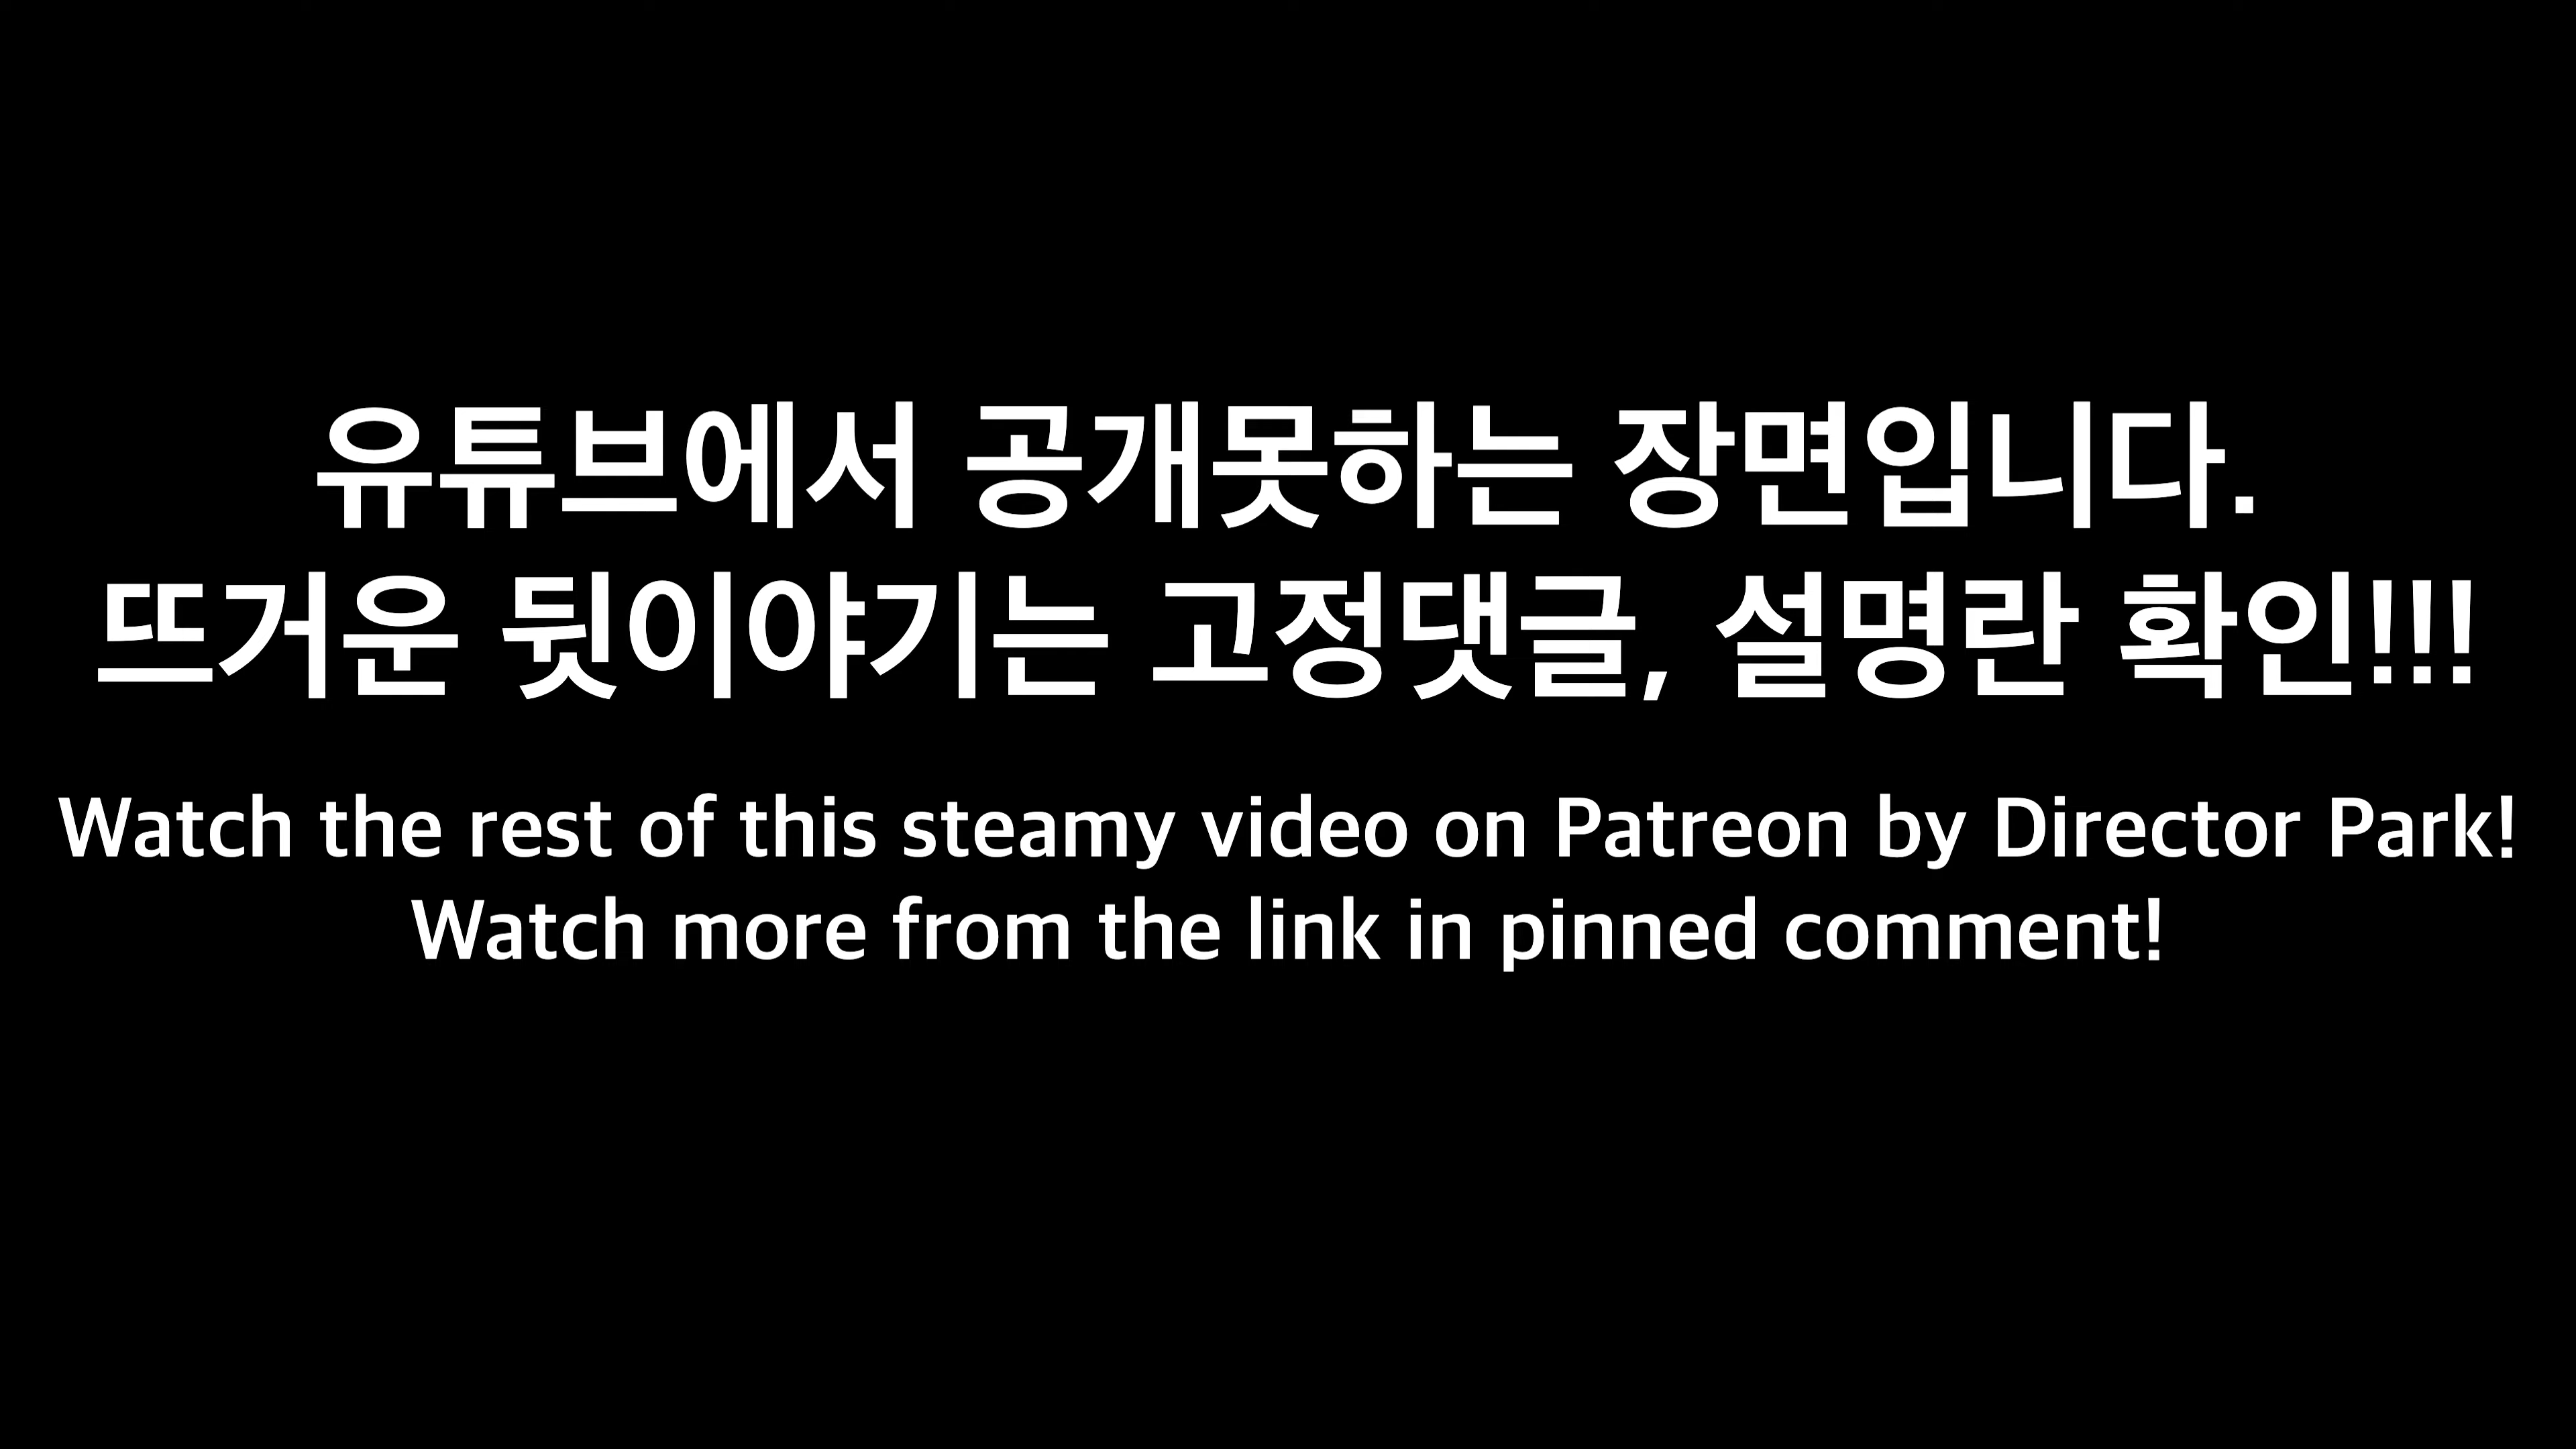 유튜브에서 공개못하는 장면입니다.
뜨거운 뒷이야기는 고정댓글, 설명란 확인!!!
Watch the rest of this steamy video on Patreon by Director Park!
Watch more from the link in pinned comment!